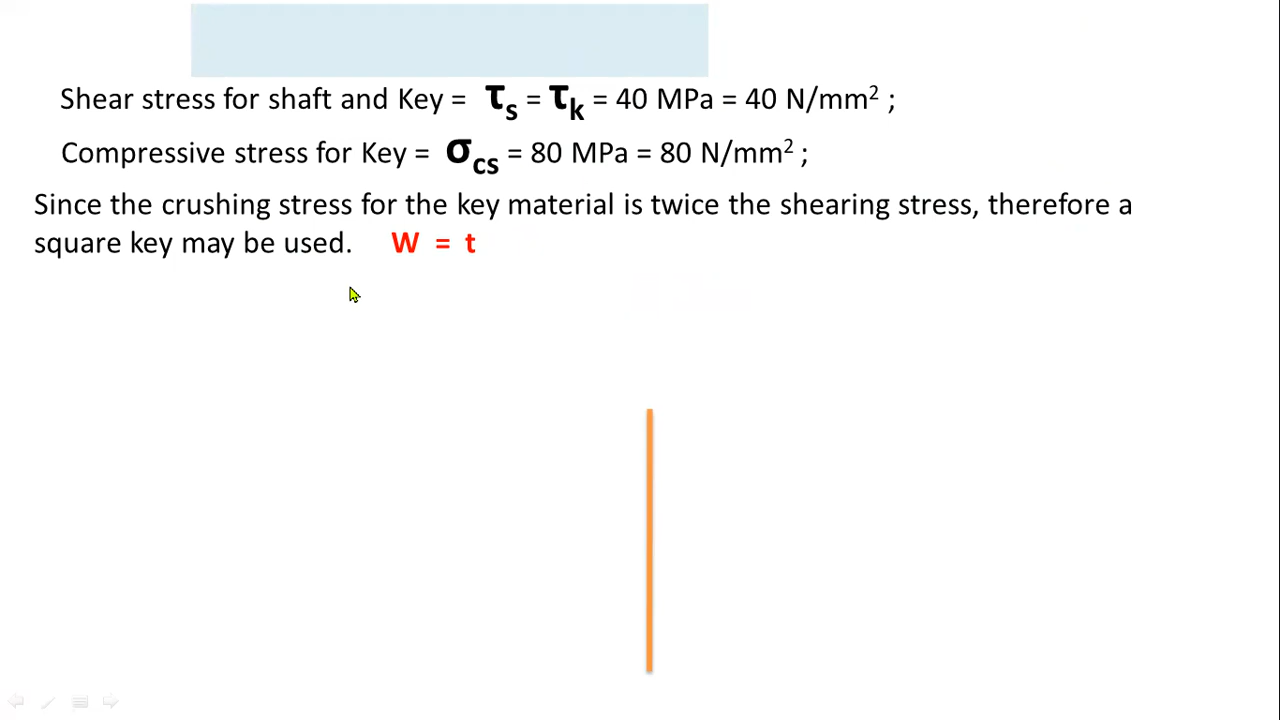 Shear stress for shaft and Key = τs = τk = 40 MPa = 40 N/mm² ;
Compressive stress for Key = σcs = 80 MPa = 80 N/mm² ;
Since the crushing stress for the key material is twice the shearing stress, therefore a
square key may be used. W = t